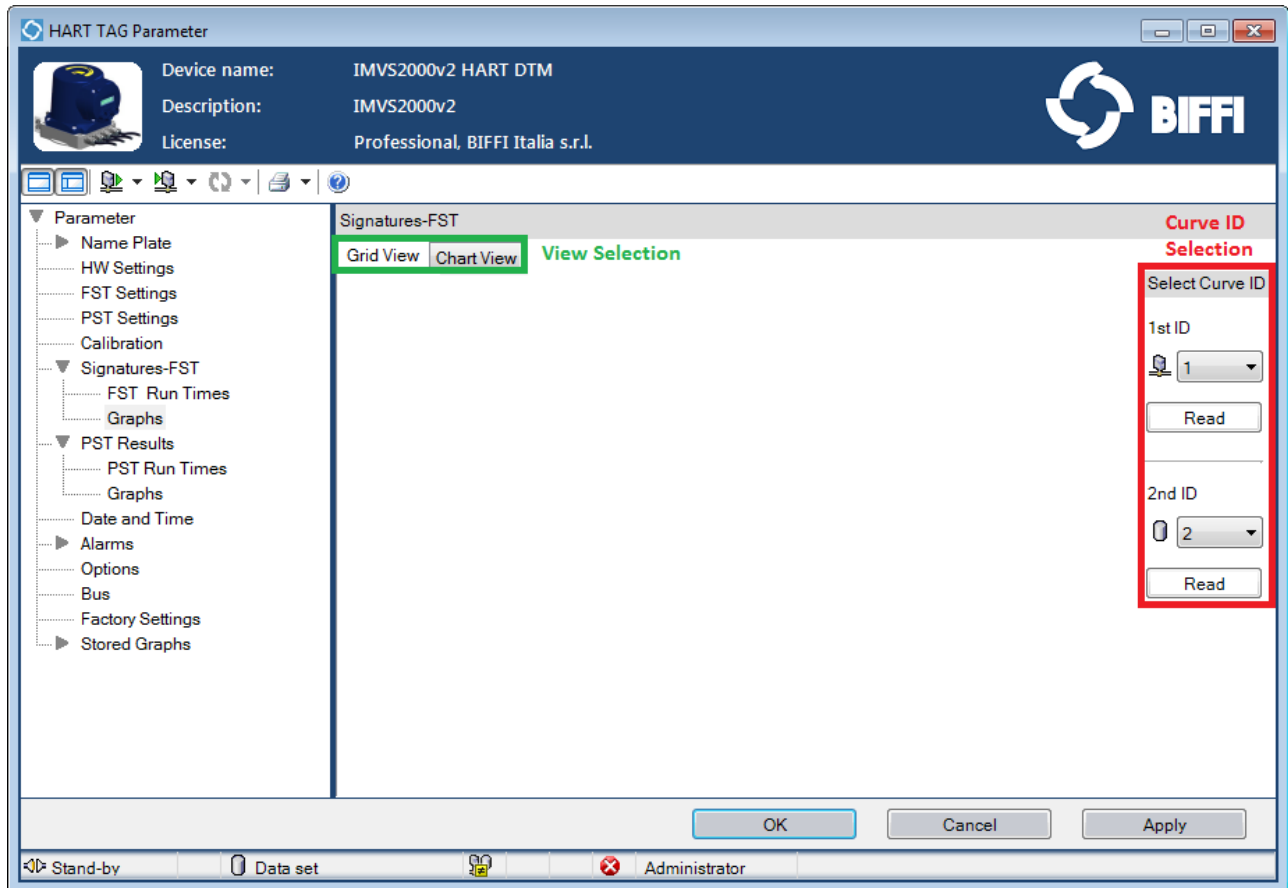 HART TAG Parameter
Device name: IMVS2000v2 HART DTM
Description: IMVS2000v2
License: Professional, BIFFI Italia s.r.l.
BIFFI
Parameter
Name Plate
HW Settings
FST Settings
PST Settings
Calibration
Signatures-FST
FST Run Times
Graphs
PST Results
PST Run Times
Graphs
Date and Time
Alarms
Options
Bus
Factory Settings
Stored Graphs
Signatures-FST
Grid View Chart View View Selection
Curve ID
Selection
Select Curve ID
1st ID
1
Read
2nd ID
2
Read
OK Cancel Apply
Stand-by Data set Administrator